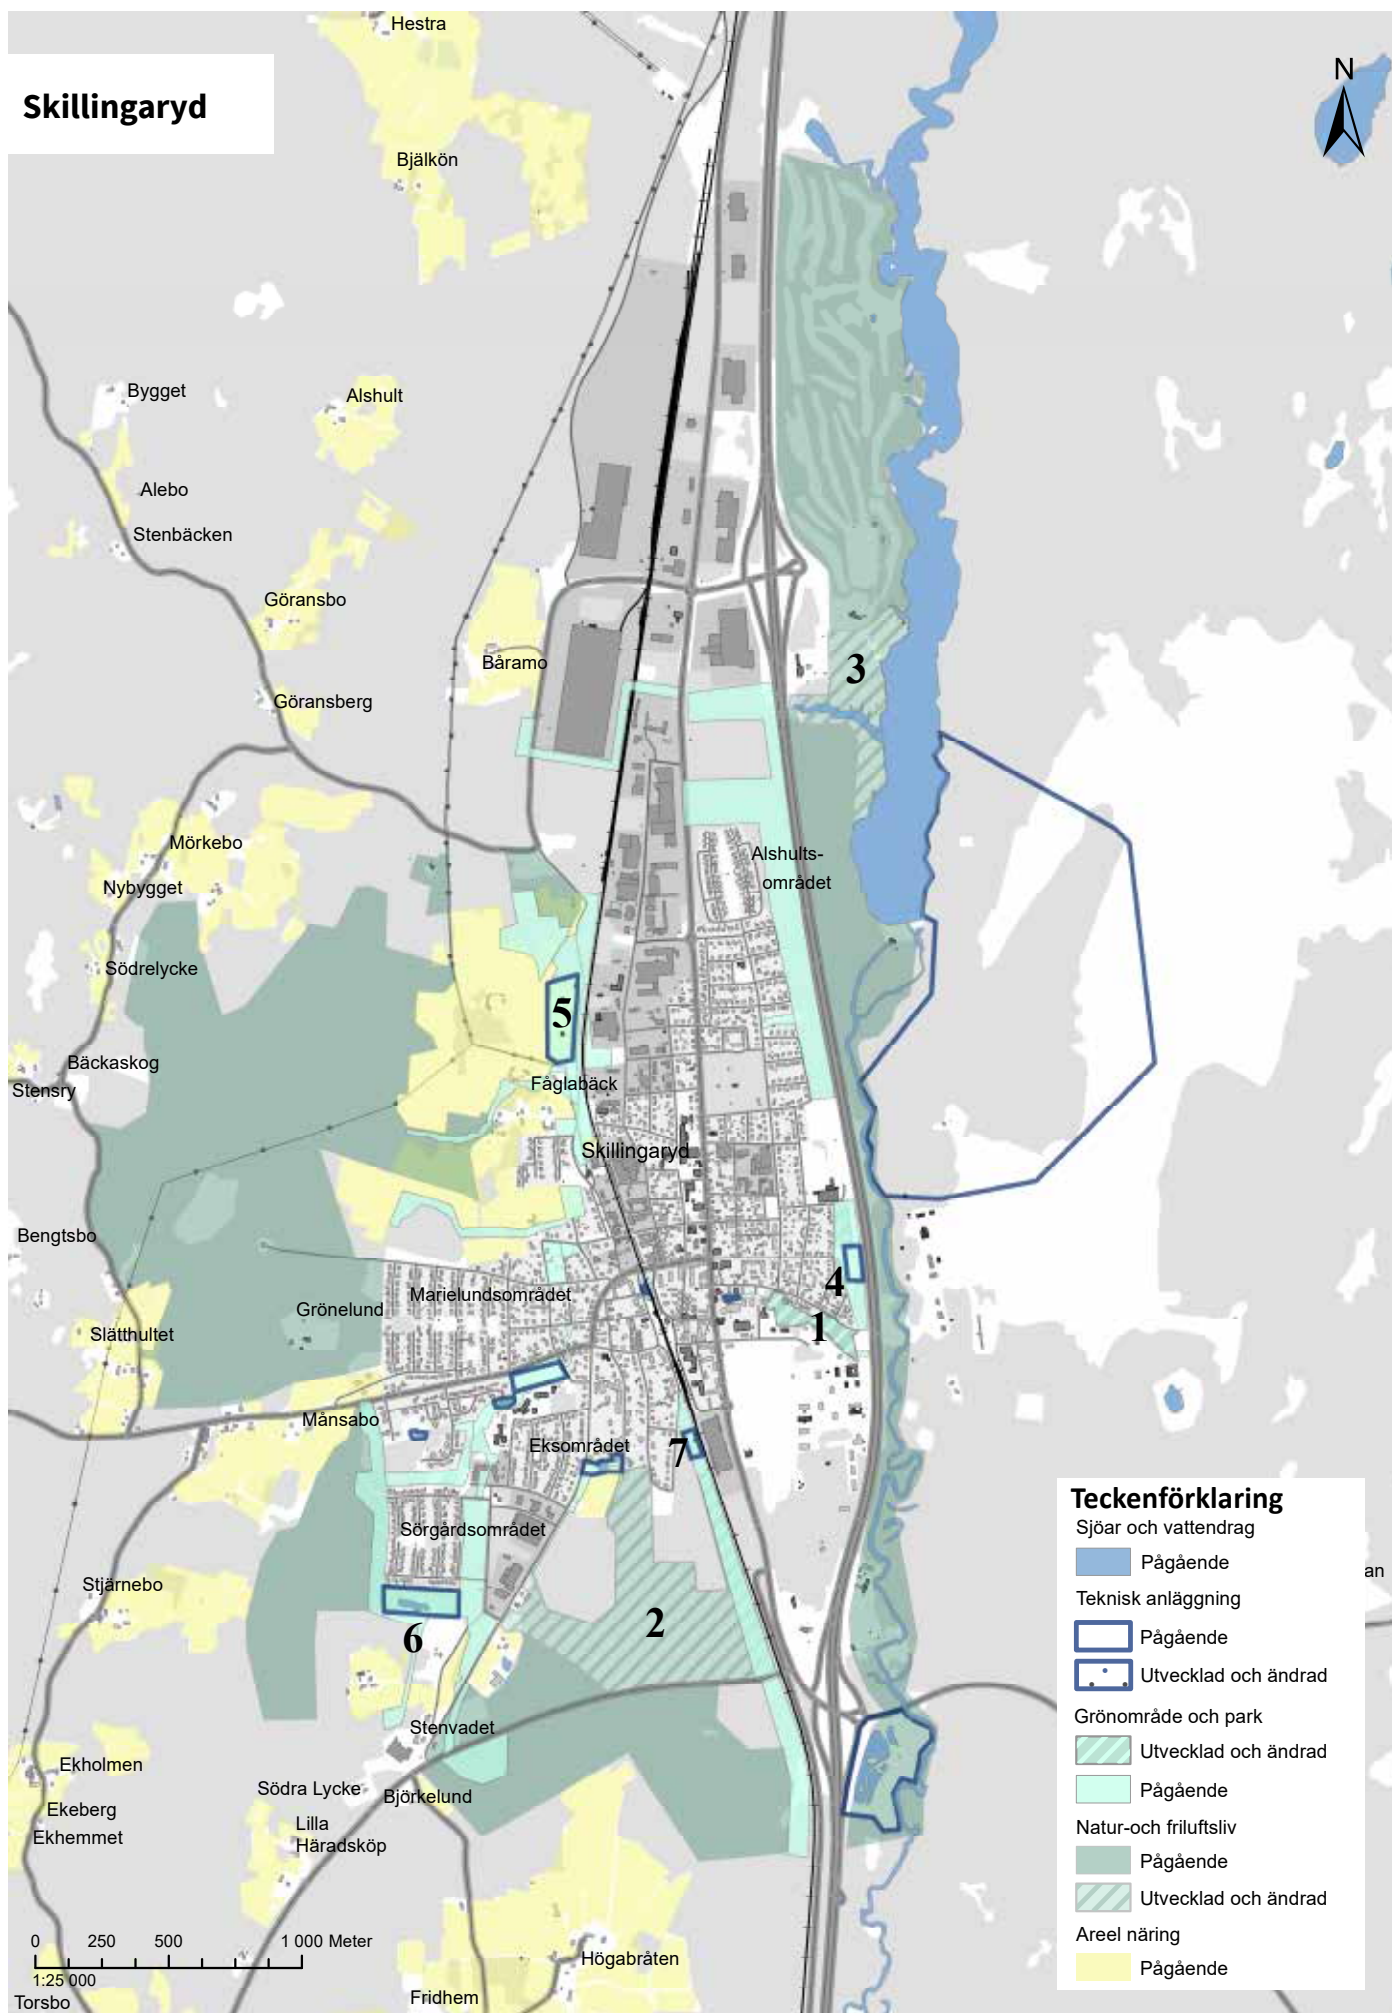 Hestra
N
Skillingaryd
Bjälkön
Bygget
Alshult
Alebo
Stenbäcken
Göransbo
Båramo
3
Göransberg
Mörkebo
Alshults-
området
Nybygget
Södrelycke
5
Bäckaskog
Stensry
Fåglabäck
Skillingaryd
Bengtsbo
4
Marielundsområdet
Grönelund
1
Slätthultet
Månsabo
Eksområdet
7
Sörgårdsområdet
Stjärnebo
2
6
Stenvadet
Ekholmen
Södra Lycke
Björkelund
Ekeberg
Lilla
Häradsköp
Ekhemmet
Högabråten
Fridhem
Torsbo
0 250 500 1 000 Meter
1:25 000
Teckenförklaring
Sjöar och vattendrag
Pågående
an
Teknisk anläggning
Pågående
Utvecklad och ändrad
Grönområde och park
Utvecklad och ändrad
Pågående
Natur-och friluftsliv
Pågående
Utvecklad och ändrad
Areel näring
Pågående